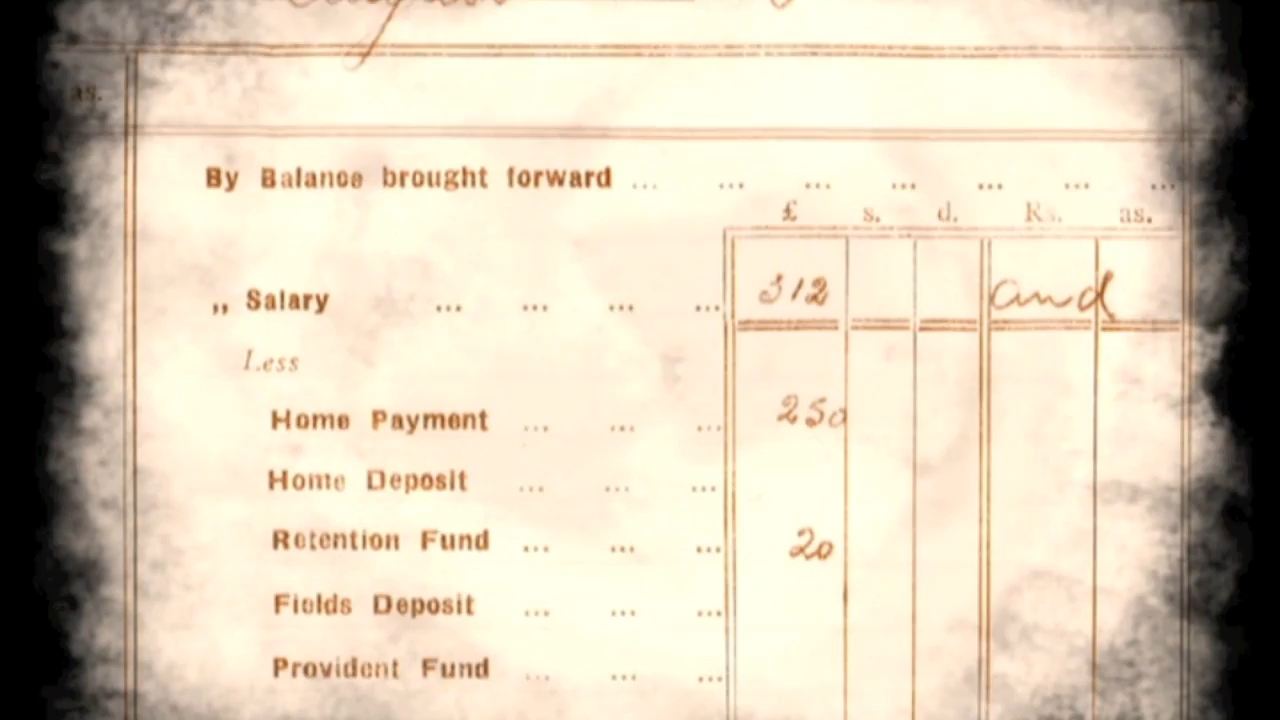 as.
By Balance brought forward ... ... ... ... ... ... ...
£ s. d. Rs. as.
„ Salary ... ... ... ... 312 and
Less
Home Payment ... ... ... 250
Home Deposit ... ... ...
Retention Fund ... ... ... 20
Fields Deposit ... ... ...
Provident Fund ... ... ...